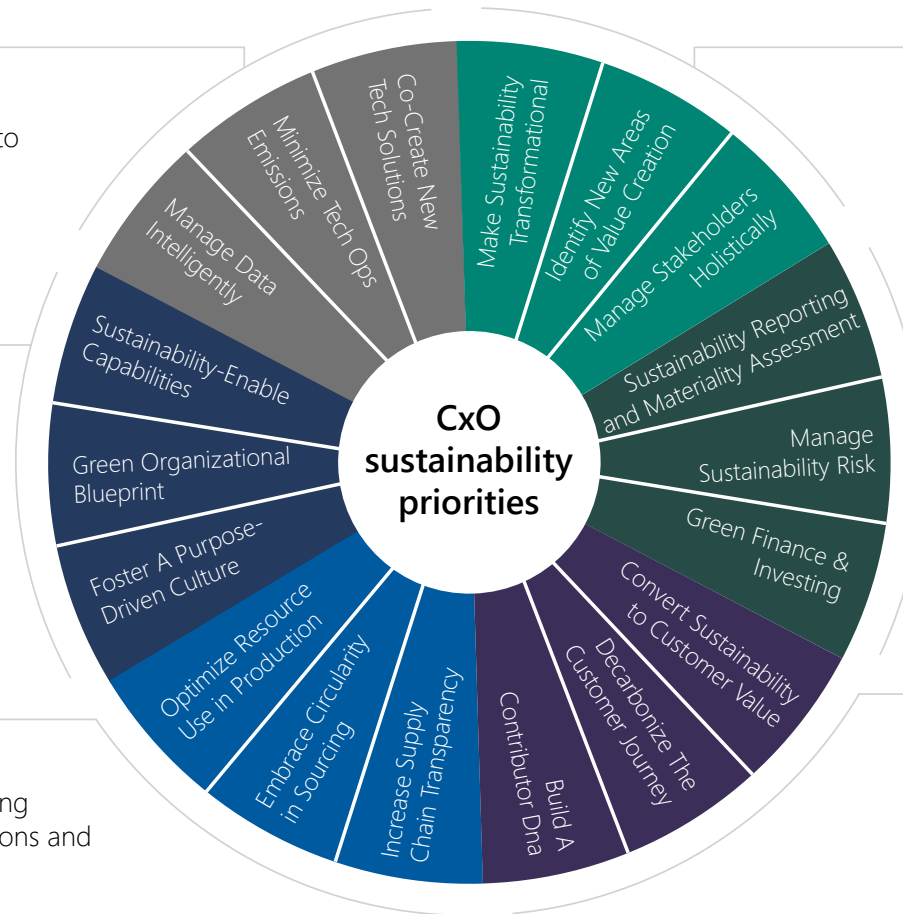 CxO
sustainability
priorities
Make Sustainability
Transformational
Identify New Areas
of Value Creation
Manage Stakeholders
Holistically
Sustainability Reporting
and Materiality Assessment
Manage
Sustainability Risk
Green Finance &
Investing
Convert Sustainability
to Customer Value
Decarbonize The
Customer Journey
Build A
Contributor Dna
Increase Supply
Chain Transparency
Embrace Circularity
in Sourcing
Optimize Resource
Use in Production
Foster A Purpose-
Driven Culture
Green Organizational
Blueprint
Sustainability-Enable
Capabilities
Manage Data
Intelligently
Minimize Tech Ops
Emissions
Co-Create New
Tech Solutions
to
ing
ons and